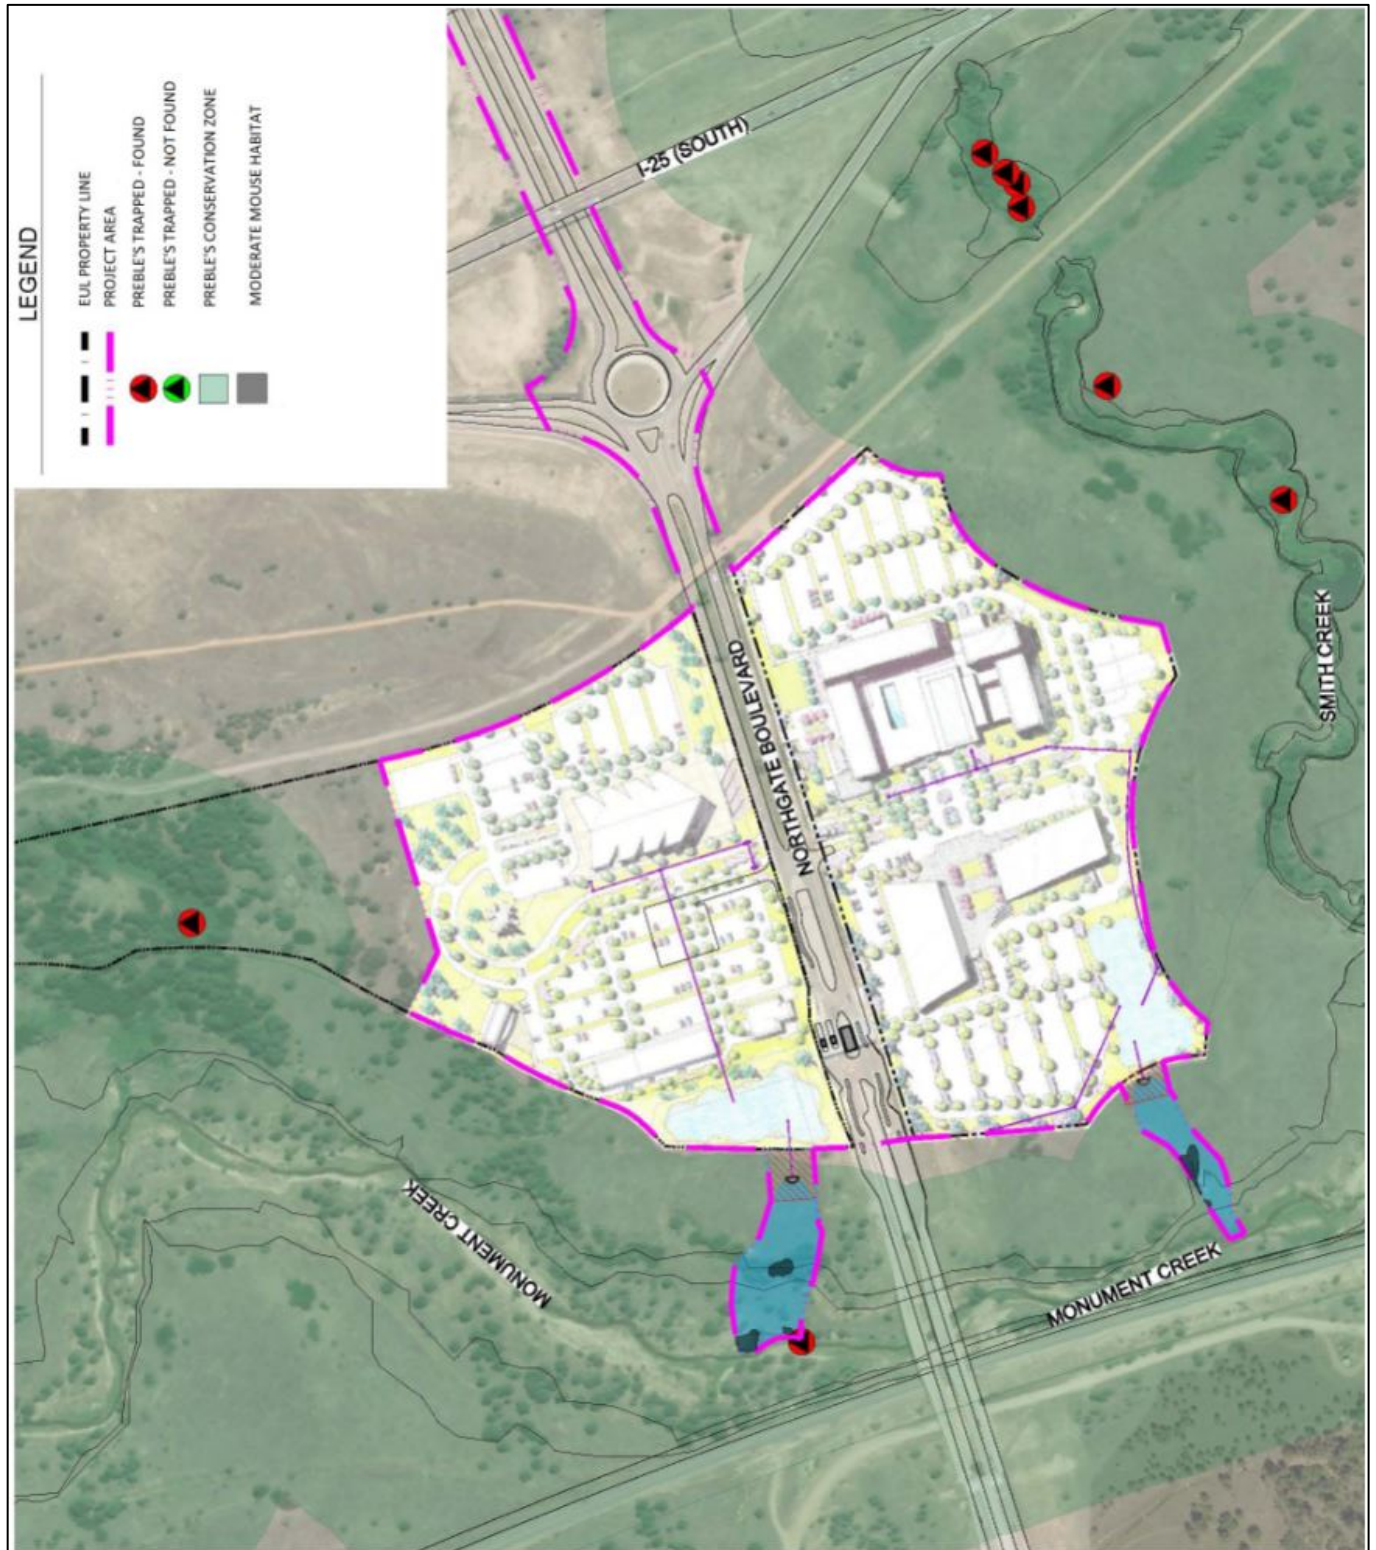 LEGEND
EUL PROPERTY LINE
PROJECT AREA
PREBLE'S TRAPPED - FOUND
PREBLE'S TRAPPED - NOT FOUND
PREBLE'S CONSERVATION ZONE
MODERATE MOUSE HABITAT
I-25 (SOUTH)
NORTHGATE BOULEVARD
SMITH CREEK
MONUMENT CREEK
MONUMENT CREEK